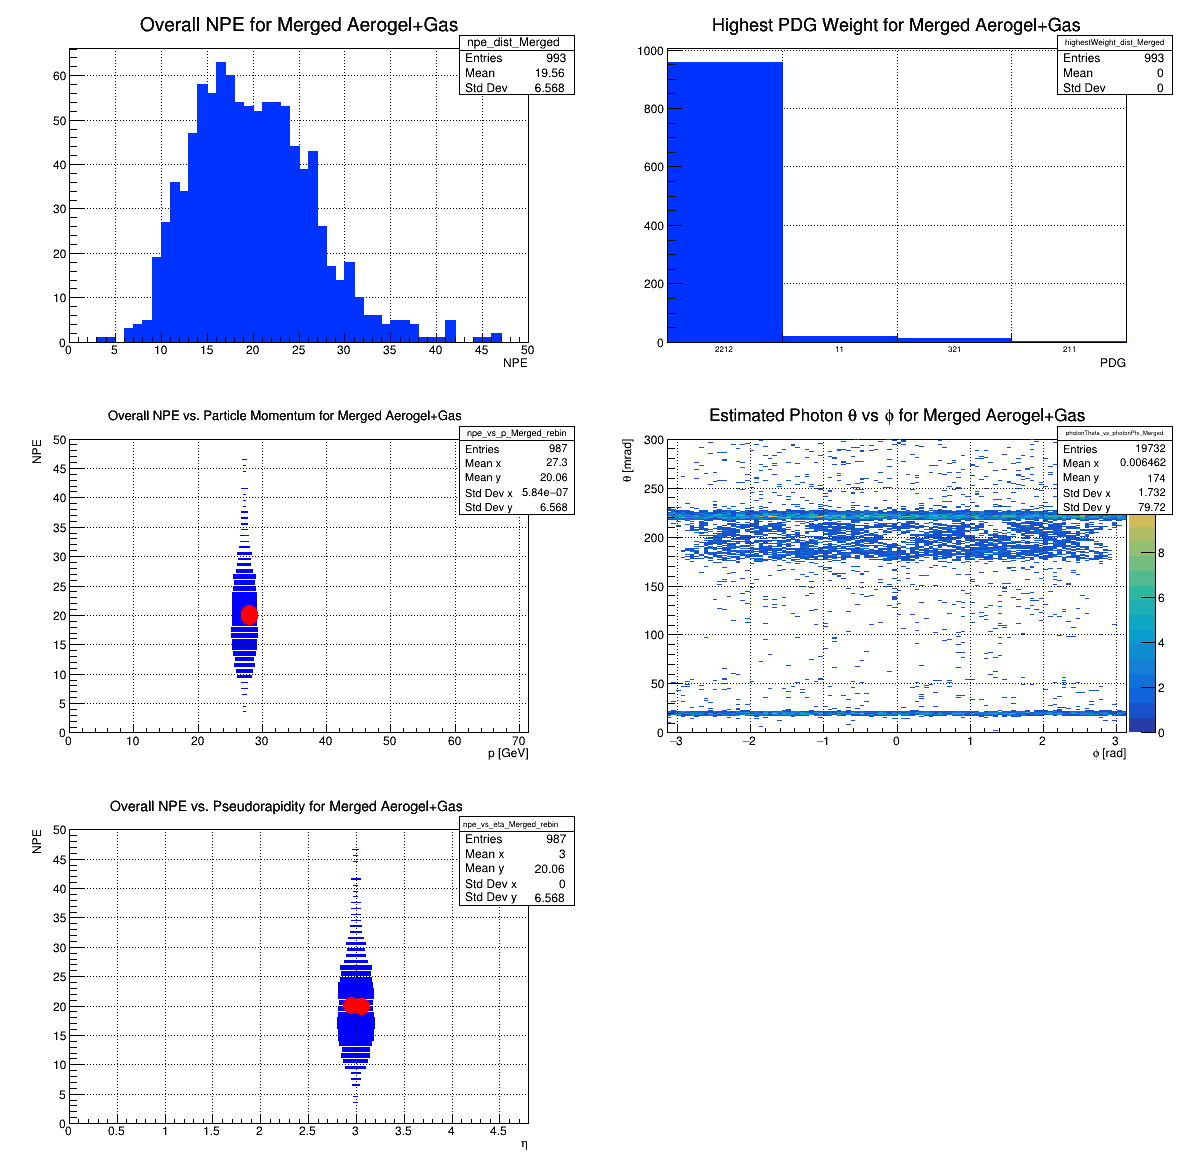 Overall NPE for Merged Aerogel+Gas
npe_dist_Merged
Entries 993
Mean 19.56
Std Dev 6.568
60
50
40
30
20
10
0
0 5 10 15 20 25 30 35 40 45 50
NPE
Highest PDG Weight for Merged Aerogel+Gas
highestWeight_dist_Merged
Entries 993
Mean 0
Std Dev 0
1000
800
600
400
200
0
2212 11 321 211
PDG
Overall NPE vs. Particle Momentum for Merged Aerogel+Gas
npe_vs_p_Merged_rebin
Entries 987
Mean x 27.3
Mean y 20.06
Std Dev x 5.84e-07
Std Dev y 6.568
NPE
50
45
40
35
30
25
20
15
10
5
0
0 10 20 30 40 50 60 70
p [GeV]
Estimated Photon θ vs ϕ for Merged Aerogel+Gas
photonTheta_vs_photonPhi_Merged
Entries 19732
Mean x 0.006462
Mean y 174
Std Dev x 1.732
Std Dev y 79.72
θ [mrad]
300
250
200
150
100
50
0
−3 −2 −1 0 1 2 3
ϕ [rad]
8
6
4
2
0
Overall NPE vs. Pseudorapidity for Merged Aerogel+Gas
npe_vs_eta_Merged_rebin
Entries 987
Mean x 3
Mean y 20.06
Std Dev x 0
Std Dev y 6.568
NPE
50
45
40
35
30
25
20
15
10
5
0
0 0.5 1 1.5 2 2.5 3 3.5 4 4.5
η